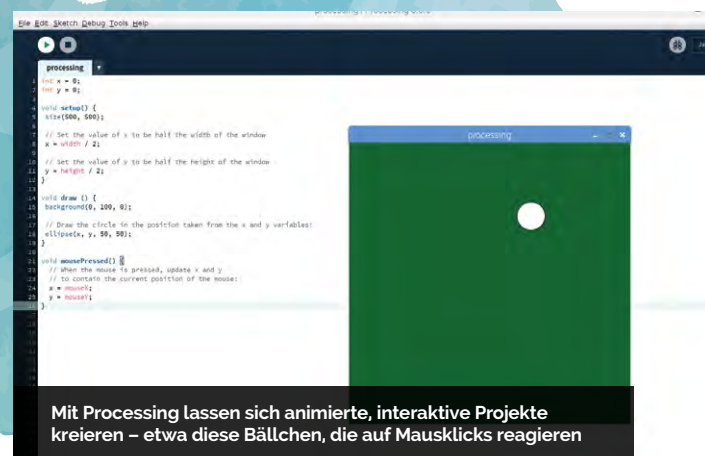 File Edit Sketch Debug Tools Help
processing
int x = 0;
int y = 0;
void setup() {
size(500, 500);
// Set the value of x to be half the width of the window
x = width / 2;
// Set the value of y to be half the height of the window
y = height / 2;
}
void draw () {
background(0, 100, 0);
// Draw the circle in the position taken from the x and y variables:
ellipse(x, y, 50, 50);
}
void mousePressed() {
// When the mouse is pressed, update x and y
// to contain the current position of the mouse:
x = mouseX;
y = mouseY;
}
processing
Mit Processing lassen sich animierte, interaktive Projekte
kreieren – etwa diese Bällchen, die auf Mausklicks reagieren